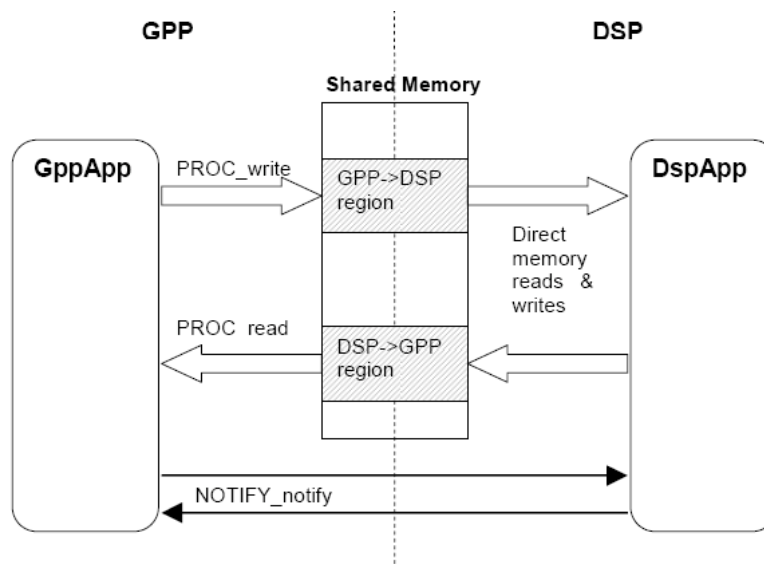 GPP
DSP
Shared Memory
GppApp
PROC_write
GPP->DSP
region
DspApp
Direct
memory
reads &
writes
PROC read
DSP->GPP
region
NOTIFY_notify